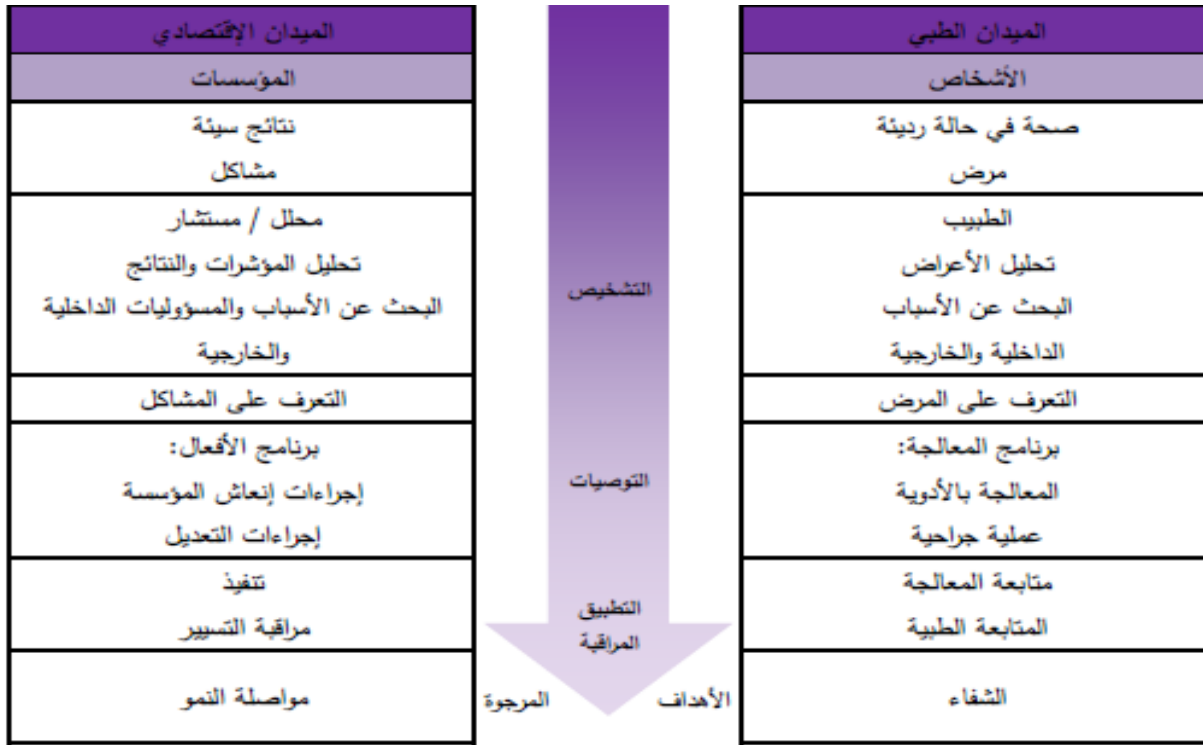 الميدان الطبي
الأشخاص
صحة في حالة رديئة
مرض
الطبيب
تحليل الأعراض
البحث عن الأسباب
الداخلية والخارجية
التعرف على المرض
برنامج المعالجة:
المعالجة بالأدوية
عملية جراحية
متابعة المعالجة
المتابعة الطبية
الشفاء
التشخيص
التوصيات
التطبيق
المراقبة
الأهداف المرجوة
الميدان الإقتصادي
المؤسسات
نتائج سيئة
مشاكل
محلل / مستشار
تحليل المؤشرات والنتائج
البحث عن الأسباب والمسؤوليات الداخلية
والخارجية
التعرف على المشاكل
برنامج الأفعال:
إجراءات إنعاش المؤسسة
إجراءات التعديل
تنفيذ
مراقبة التسيير
مواصلة النمو